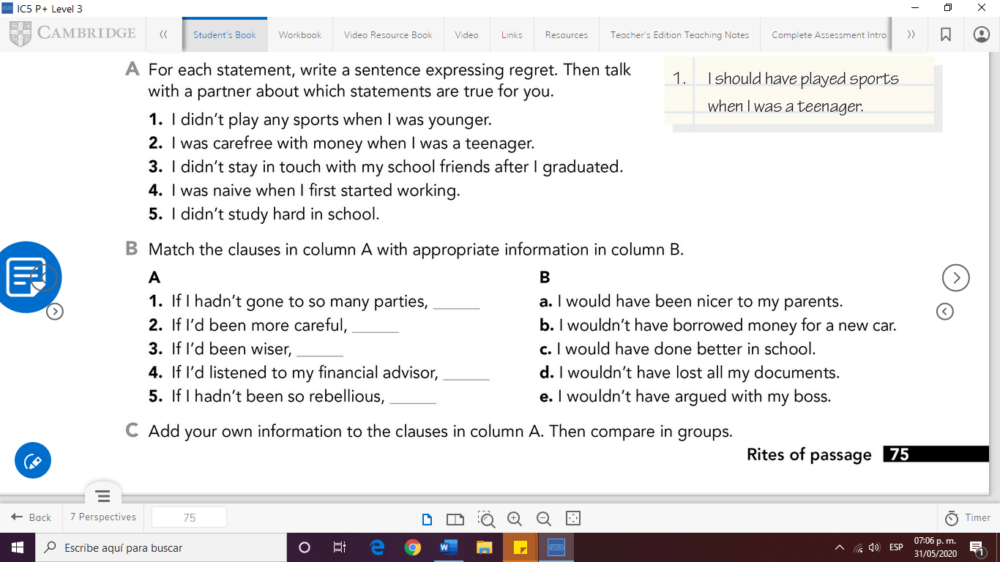 IC5 P+ Level 3
CAMBRIDGE
Student's Book
Workbook
Video Resource Book
Video
Links
Resources
Teacher's Edition Teaching Notes
Complete Assessment Intro
A For each statement, write a sentence expressing regret. Then talk
with a partner about which statements are true for you.
1. I didn't play any sports when I was younger.
2. I was carefree with money when I was a teenager.
3. I didn't stay in touch with my school friends after I graduated.
4. I was naive when I first started working.
5. I didn't study hard in school.
1. I should have played sports
when I was a teenager.
B Match the clauses in column A with appropriate information in column B.
A
1. If I hadn't gone to so many parties, ______
2. If I'd been more careful, ______
3. If I'd been wiser, ______
4. If I'd listened to my financial advisor, ______
5. If I hadn't been so rebellious, ______
B
a. I would have been nicer to my parents.
b. I wouldn't have borrowed money for a new car.
c. I would have done better in school.
d. I wouldn't have lost all my documents.
e. I wouldn't have argued with my boss.
C Add your own information to the clauses in column A. Then compare in groups.
Rites of passage 75
Back
7 Perspectives
75
Timer
Escribe aquí para buscar
PLUS
ESP
07:06 p. m.
31/05/2020
1